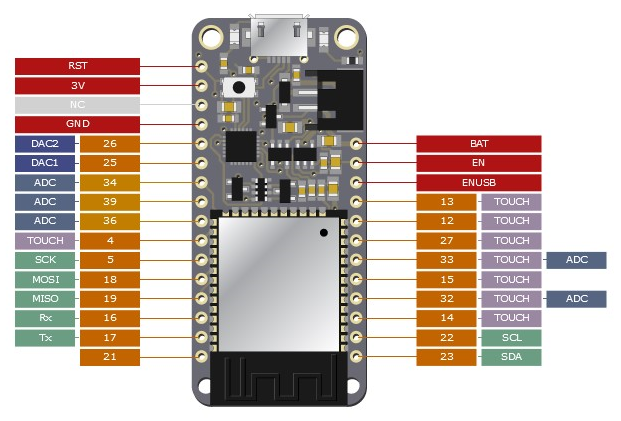 RST
3V
NC
GND
DAC2 26
DAC1 25
ADC 34
ADC 39
ADC 36
TOUCH 4
SCK 5
MOSI 18
MISO 19
Rx 16
Tx 17
21
BAT
EN
ENUSB
13 TOUCH
12 TOUCH
27 TOUCH
33 TOUCH ADC
15 TOUCH
32 TOUCH ADC
14 TOUCH
22 SCL
23 SDA